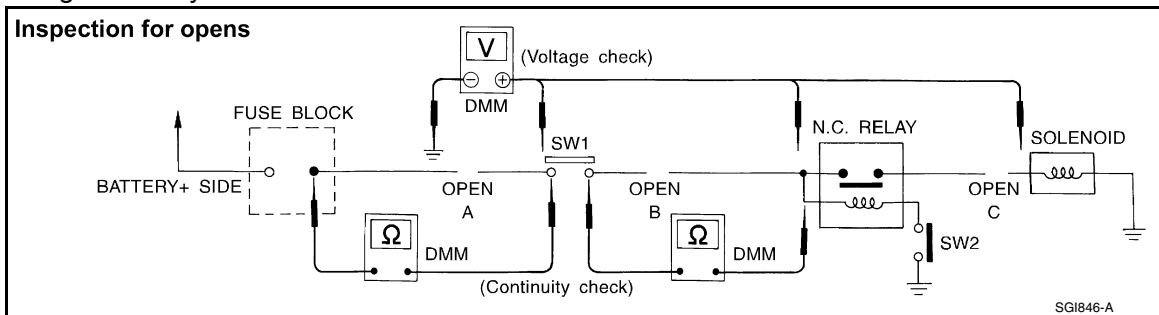 Inspection for opens
V
(Voltage check)
DMM
FUSE BLOCK
SW1
N.C. RELAY
SOLENOID
BATTERY+ SIDE
OPEN
A
OPEN
B
OPEN
C
Ω
DMM
Ω
DMM
SW2
(Continuity check)
SGI846-A